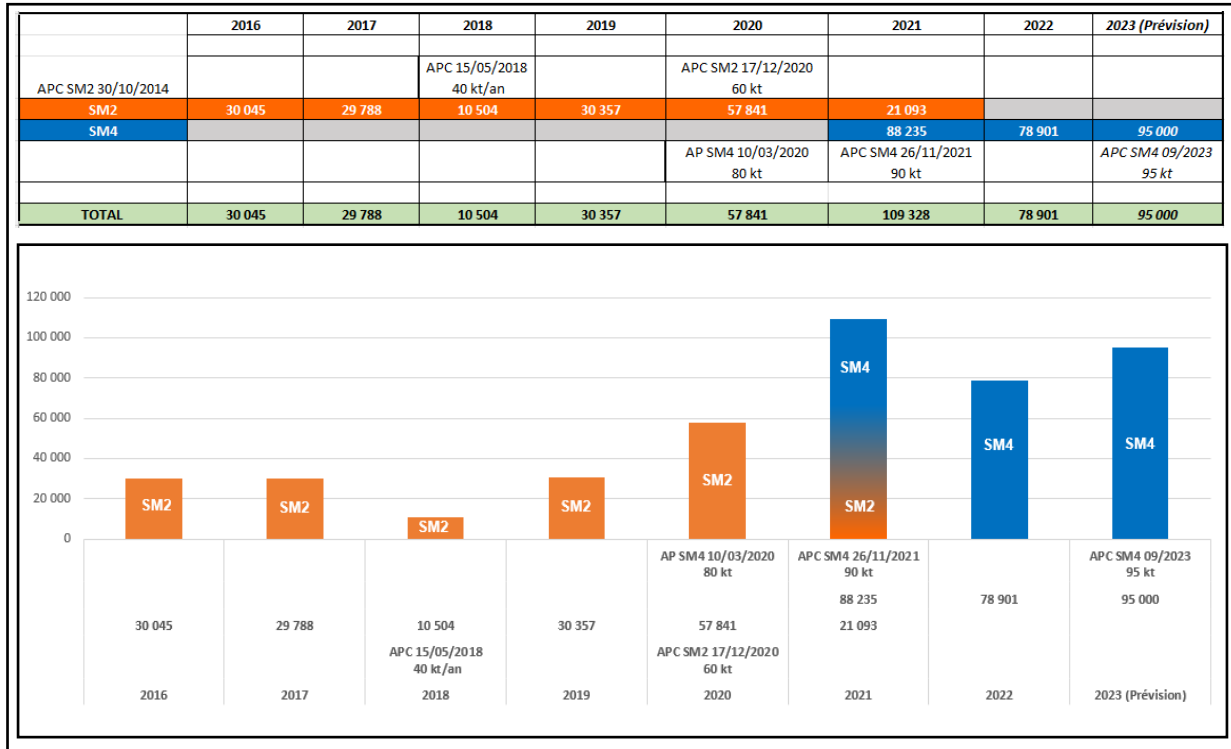 2016 2017 2018 2019 2020 2021 2022 2023 (Prévision)
APC 15/05/2018 APC SM2 17/12/2020
APC SM2 30/10/2014 40 kt/an 60 kt
SM2 30 045 29 788 10 504 30 357 57 841 21 093
SM4 88 235 78 901 95 000
AP SM4 10/03/2020 APC SM4 26/11/2021 APC SM4 09/2023
80 kt 90 kt 95 kt
TOTAL 30 045 29 788 10 504 30 357 57 841 109 328 78 901 95 000
120 000
100 000
80 000
60 000
40 000
20 000
0
SM2
SM2
SM2
SM2
SM2
SM4
SM2
SM4
SM4
AP SM4 10/03/2020 APC SM4 26/11/2021 APC SM4 09/2023
80 kt 90 kt 95 kt
88 235 78 901 95 000
30 045 29 788 10 504 30 357 57 841 21 093
APC 15/05/2018 APC SM2 17/12/2020
40 kt/an 60 kt
2016 2017 2018 2019 2020 2021 2022 2023 (Prévision)